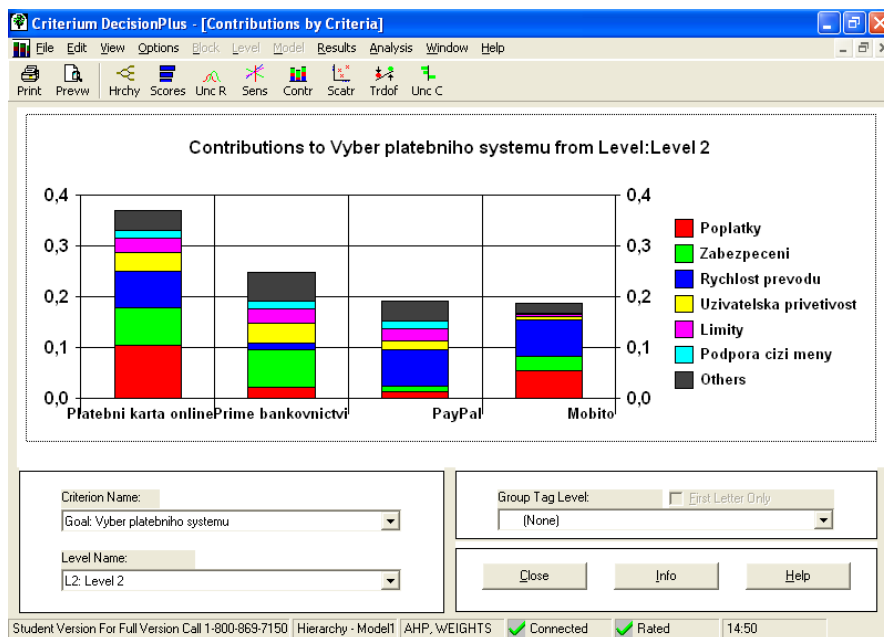 Criterium DecisionPlus - [Contributions by Criteria]
File Edit View Options Block Level Model Results Analysis Window Help
Print Prevw Hrchy Scores Unc R Sens Contr Scatr Trdof Unc C
Contributions to Vyber platebniho systemu from Level:Level 2
0,4 0,4
0,3 0,3
0,2 0,2
0,1 0,1
0,0 0,0
Platebni karta online Prime bankovnictvi PayPal Mobito
Poplatky
Zabezpeceni
Rychlost prevodu
Uzivatelska privetivost
Limity
Podpora cizi meny
Others
Criterion Name:
Goal: Vyber platebniho systemu
Level Name:
L2: Level 2
Group Tag Level:
First Letter Only
(None)
Close Info Help
Student Version For Full Version Call 1-800-869-7150 Hierarchy - Model1 AHP, WEIGHTS Connected Rated 14:50